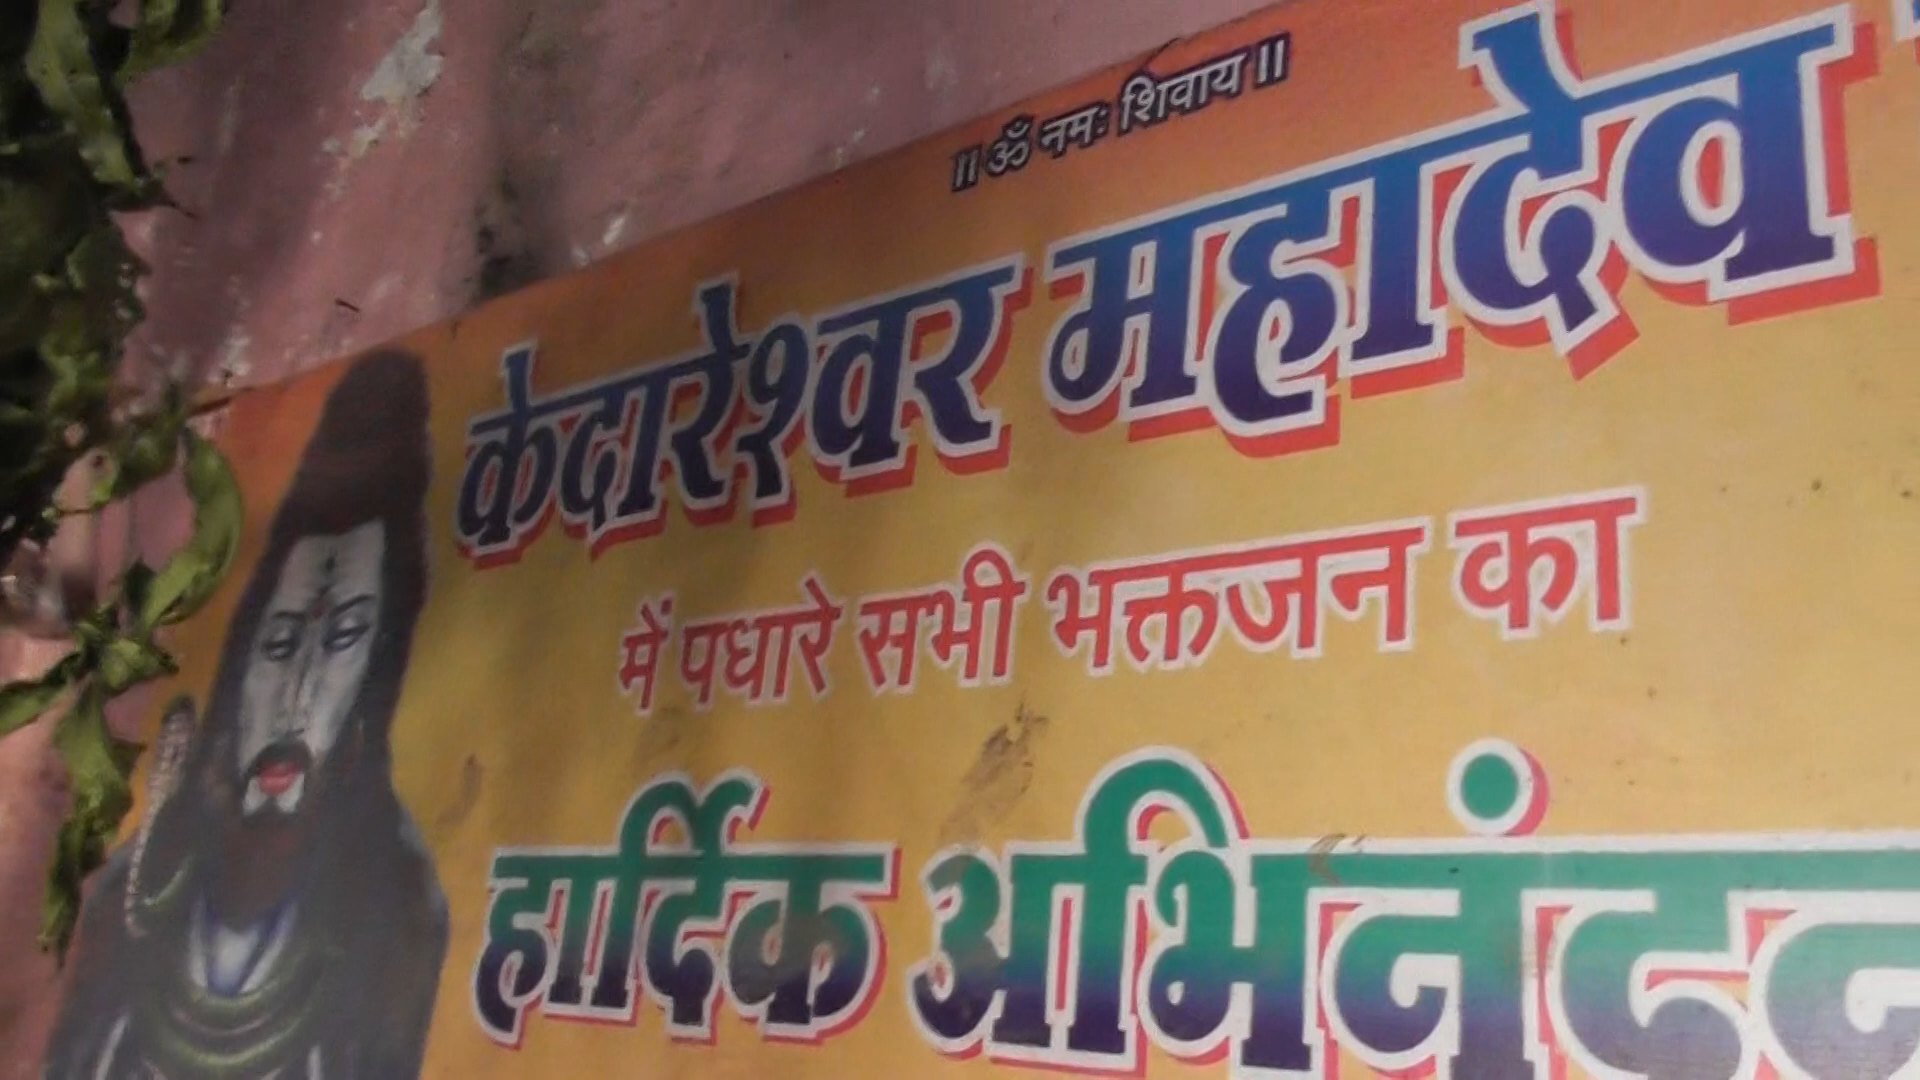 ॥ ॐ नमः शिवाय ॥
केदारेश्वर महादेव
में पधारे सभी भक्तजन का
हार्दिक अभिनंदन